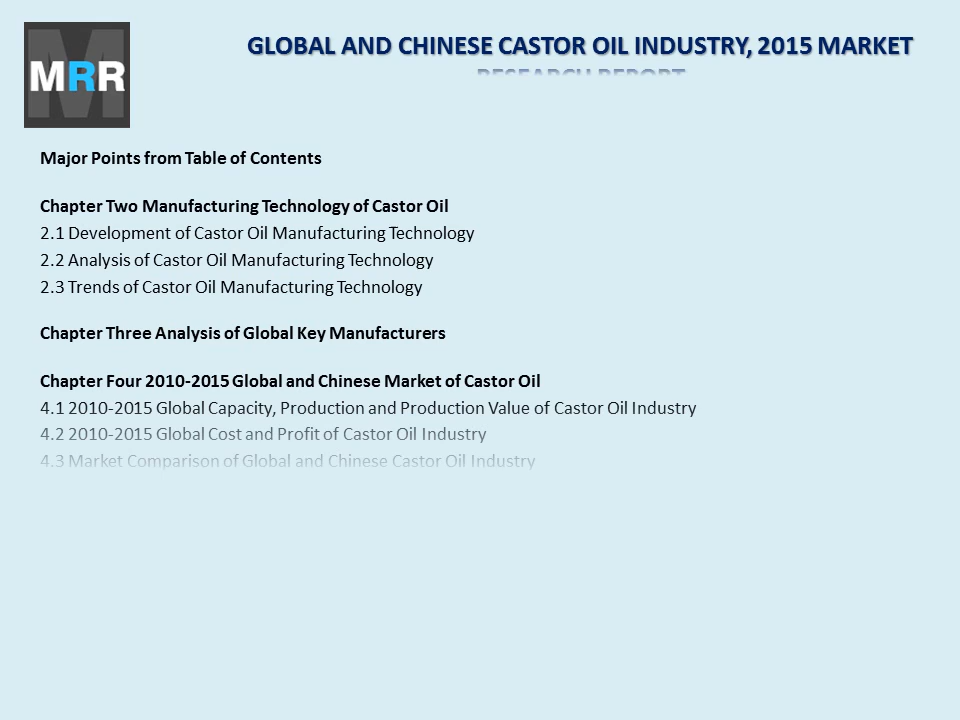 MRR
GLOBAL AND CHINESE CASTOR OIL INDUSTRY, 2015 MARKET
RESEARCH REPORT
Major Points from Table of Contents
Chapter Two Manufacturing Technology of Castor Oil
2.1 Development of Castor Oil Manufacturing Technology
2.2 Analysis of Castor Oil Manufacturing Technology
2.3 Trends of Castor Oil Manufacturing Technology
Chapter Three Analysis of Global Key Manufacturers
Chapter Four 2010-2015 Global and Chinese Market of Castor Oil
4.1 2010-2015 Global Capacity, Production and Production Value of Castor Oil Industry
4.2 2010-2015 Global Cost and Profit of Castor Oil Industry
4.3 Market Comparison of Global and Chinese Castor Oil Industry